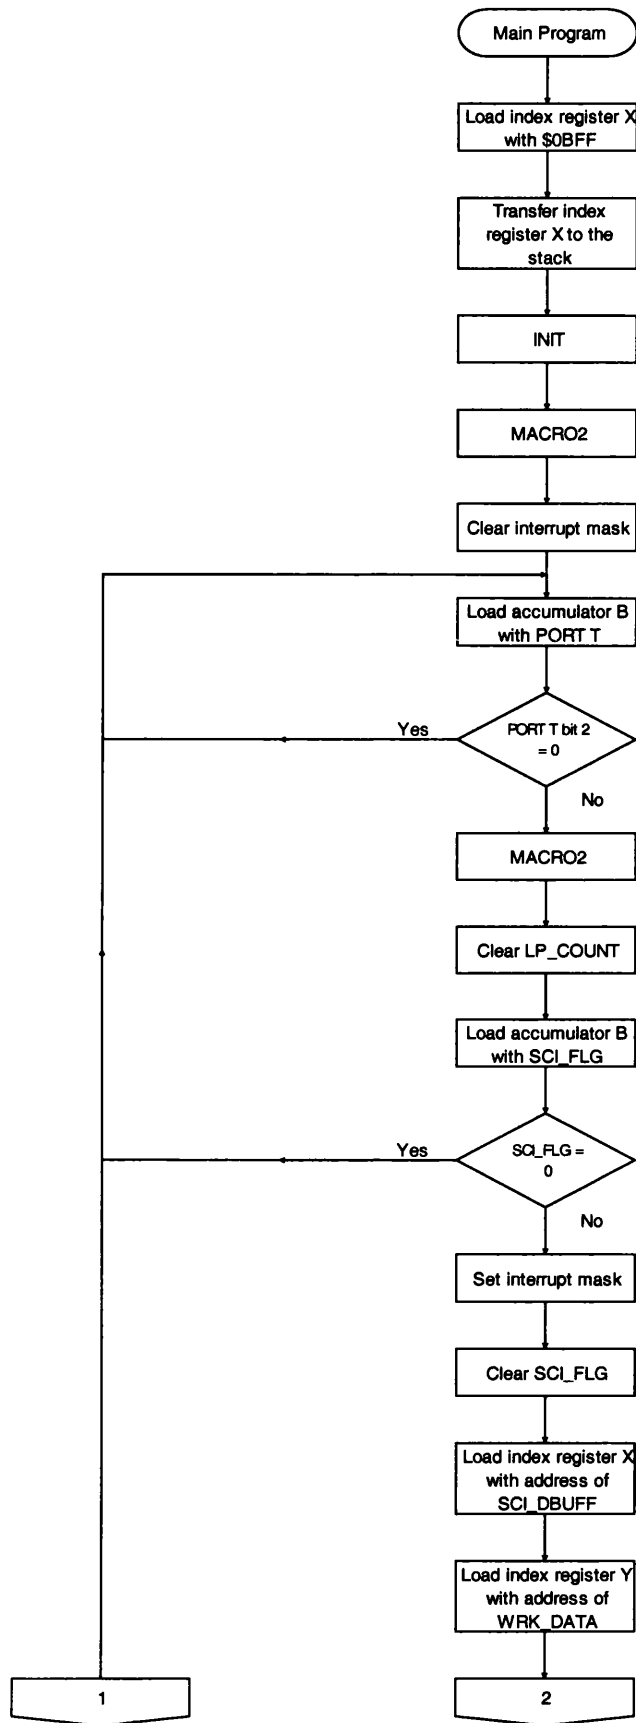 Main Program
Load index register X
with $0BFF
Transfer index
register X to the
stack
INIT
MACRO2
Clear interrupt mask
Load accumulator B
with PORT T
Yes
PORT T bit 2
= 0
No
MACRO2
Clear LP_COUNT
Load accumulator B
with SCI_FLG
Yes
SCI_FLG =
0
No
Set interrupt mask
Clear SCI_FLG
Load index register X
with address of
SCI_DBUFF
Load index register Y
with address of
WRK_DATA
1
2